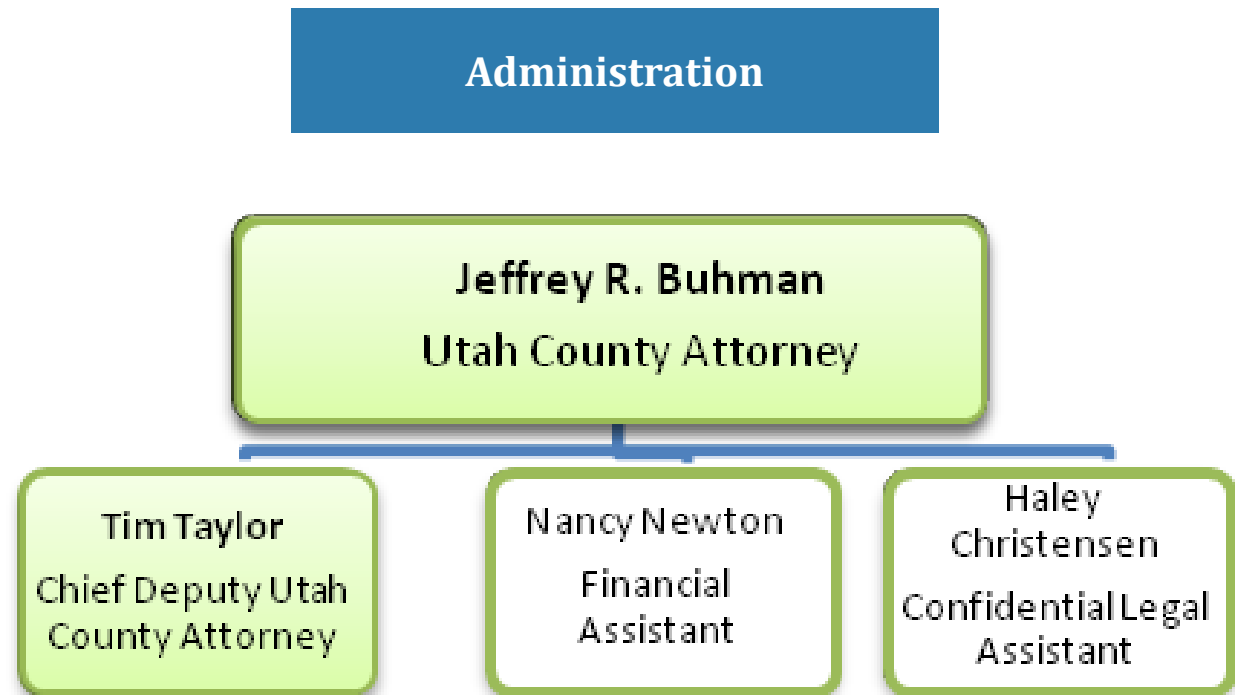 Administration
Jeffrey R. Buhman
Utah County Attorney
Tim Taylor
Chief Deputy Utah
County Attorney
Nancy Newton
Financial
Assistant
Haley
Christensen
Confidential Legal
Assistant